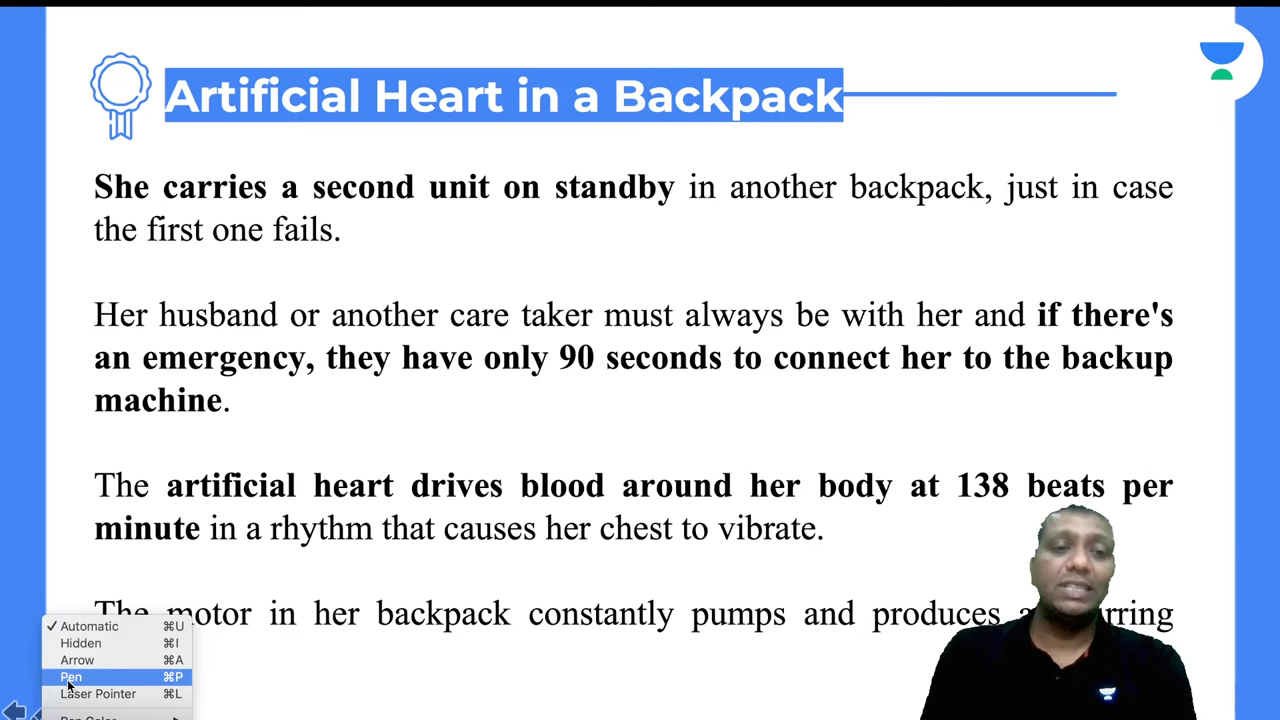 Artificial Heart in a Backpack
She carries a second unit on standby in another backpack, just in case
the first one fails.
Her husband or another care taker must always be with her and if there's
an emergency, they have only 90 seconds to connect her to the backup
machine.
The artificial heart drives blood around her body at 138 beats per
minute in a rhythm that causes her chest to vibrate.
The motor in her backpack constantly pumps and produces
✓ Automatic ⌘U
Hidden ⌘I
Arrow ⌘A
Pen ⌘P
Laser Pointer ⌘L
Pen Color